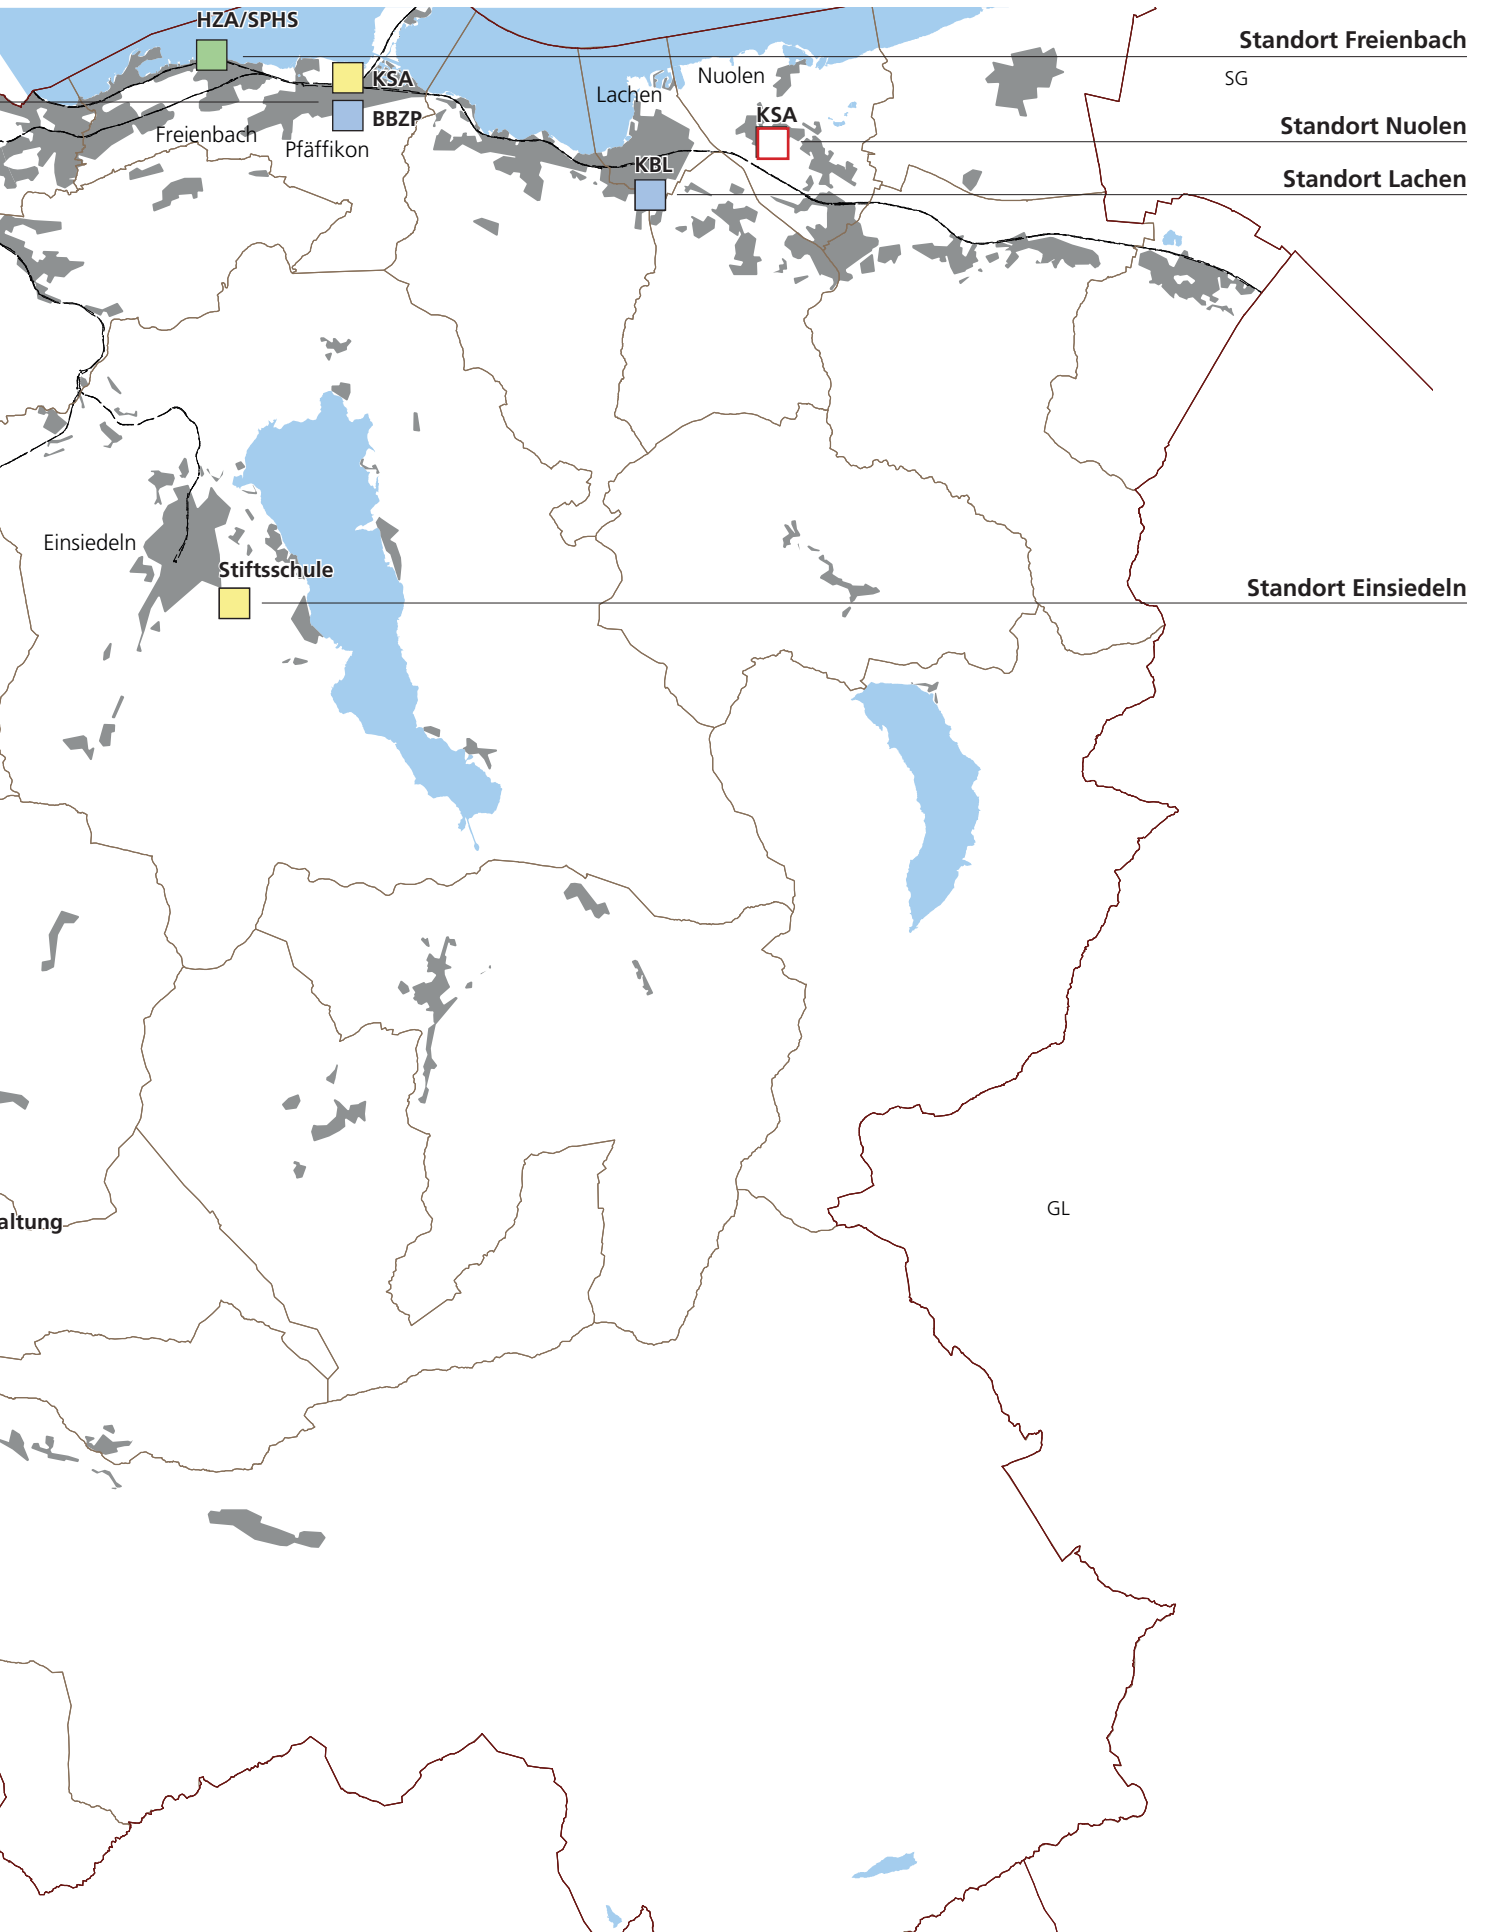 HZA/SPHS
Standort Freienbach
KSA
Nuolen
SG
Lachen
BBZP
KSA
Standort Nuolen
Freienbach
Pfäffikon
KBL
Standort Lachen
Einsiedeln
Stiftsschule
Standort Einsiedeln
GL
altung